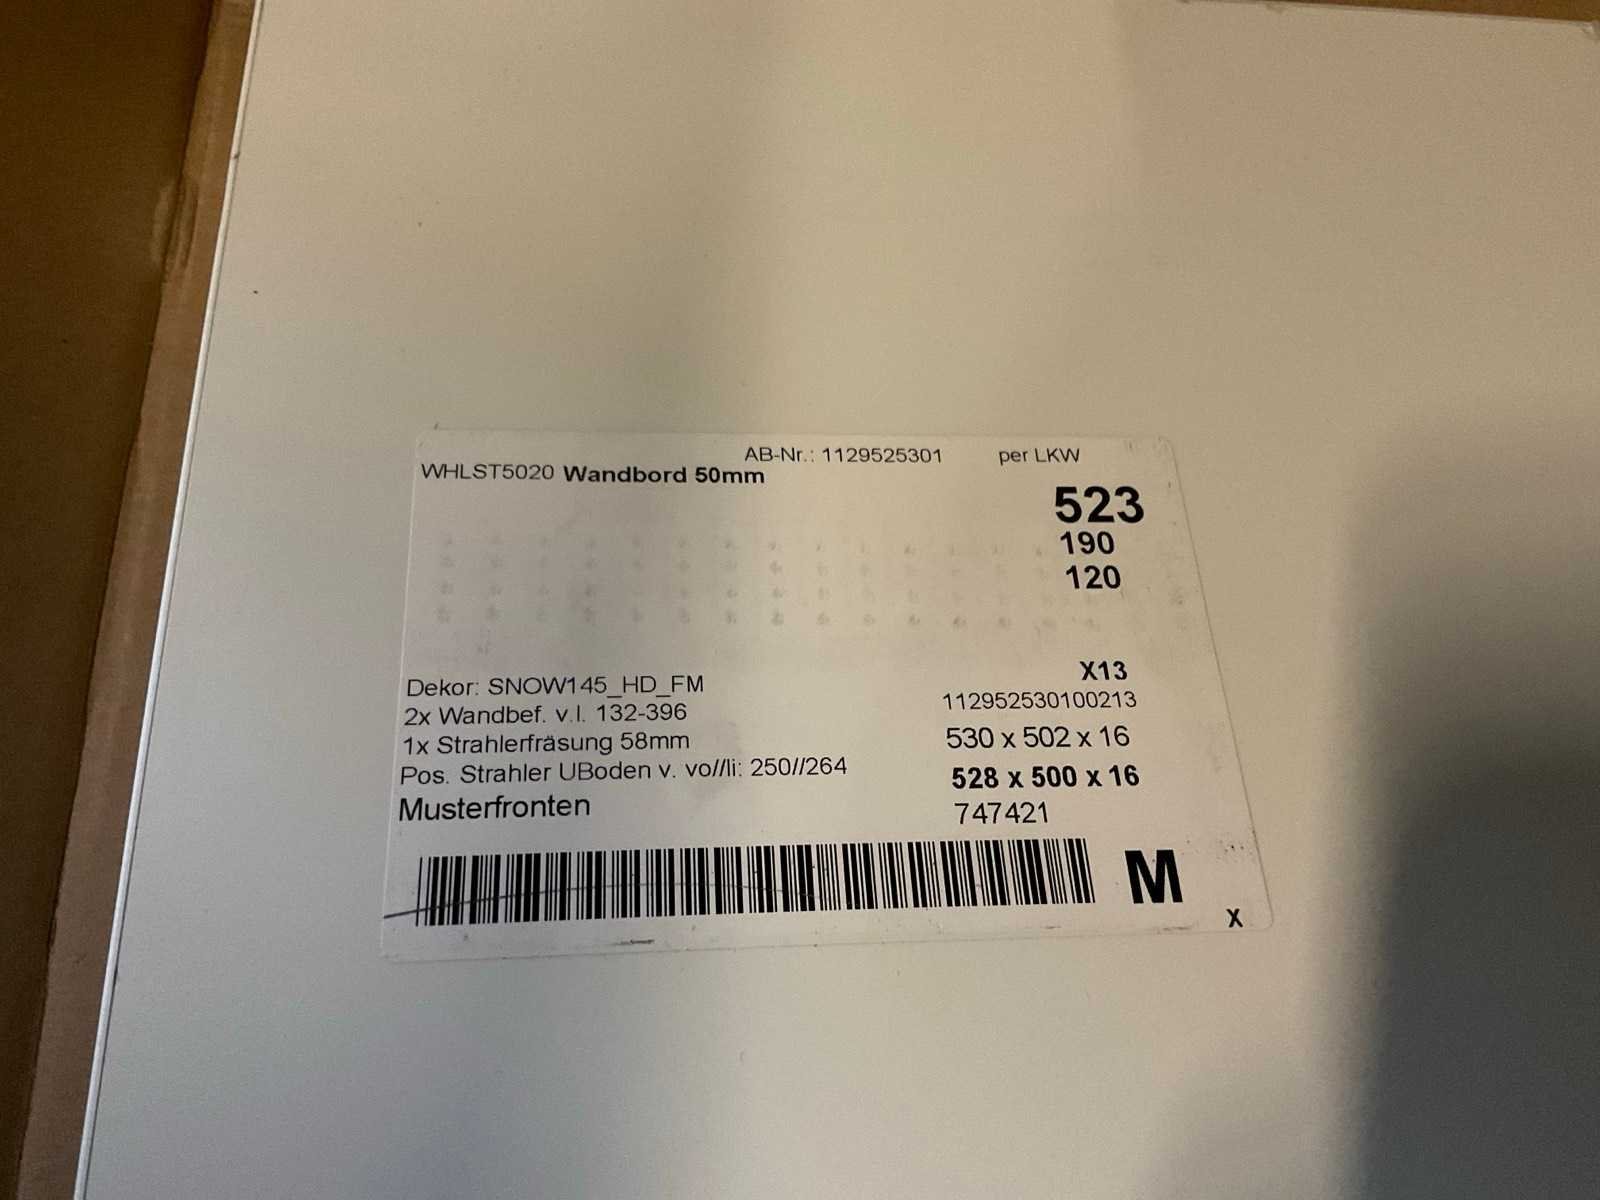 AB-Nr.: 1129525301 per LKW
WHLST5020 Wandbord 50mm
523
190
120
X13
Dekor: SNOW145_HD_FM
112952530100213
2x Wandbef. v.l. 132-396
530 x 502 x 16
1x Strahlerfräsung 58mm
528 x 500 x 16
Pos. Strahler UBoden v. vo//li: 250//264
747421
Musterfronten
M
X